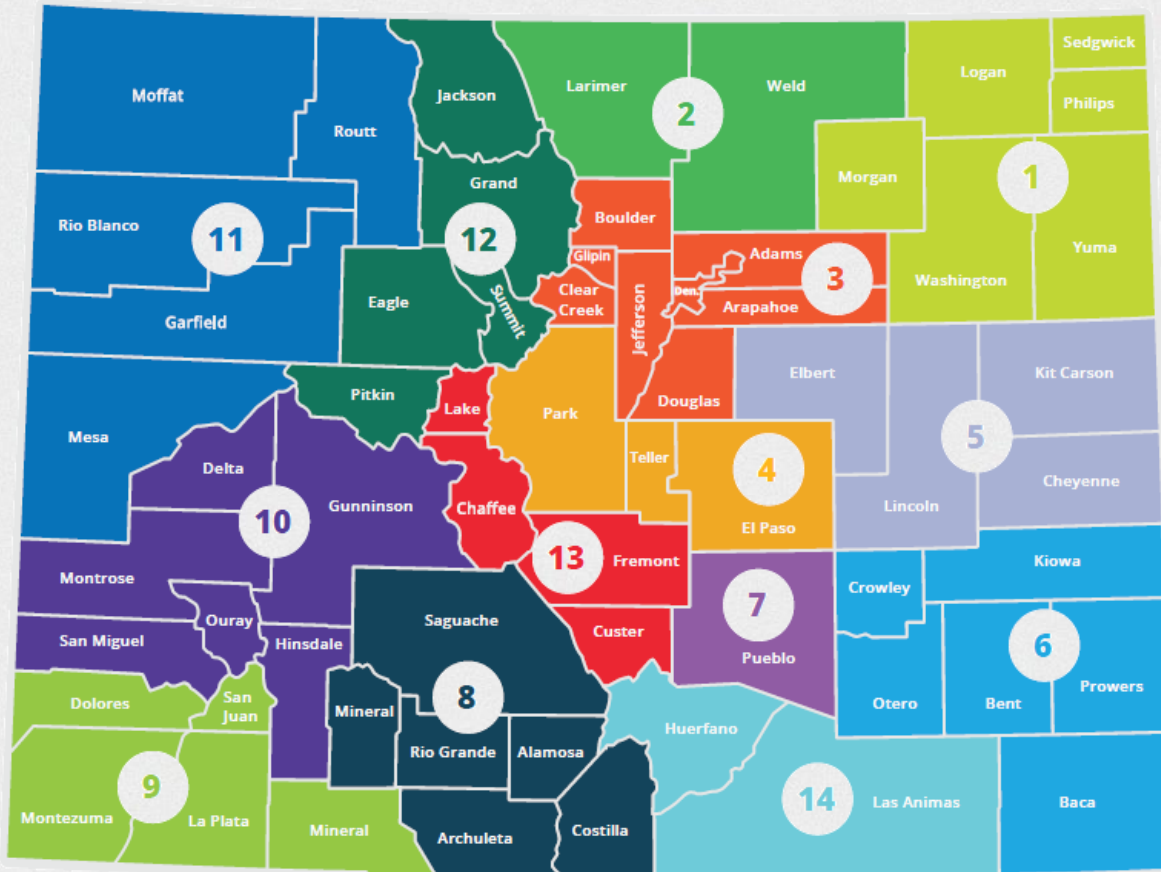 Moffat
Routt
Jackson
Larimer
Weld
Logan
Sedgwick
Philips
2
Morgan
1
Grand
Rio Blanco
11
12
Boulder
Yuma
Gilpin
Adams
3
Washington
Eagle
Summit
Clear
Creek
Den.
Arapahoe
Garfield
Jefferson
Elbert
Kit Carson
Pitkin
Lake
Park
Douglas
Mesa
5
Delta
Teller
4
Cheyenne
10
Gunninson
Chaffee
Lincoln
El Paso
13
Fremont
Kiowa
Montrose
Crowley
7
Ouray
Saguache
San Miguel
Hinsdale
Custer
Pueblo
6
Prowers
Dolores
San
Juan
Mineral
8
Otero
Bent
Huerfano
Rio Grande
Alamosa
9
14
Las Animas
Baca
Montezuma
La Plata
Mineral
Archuleta
Costilla